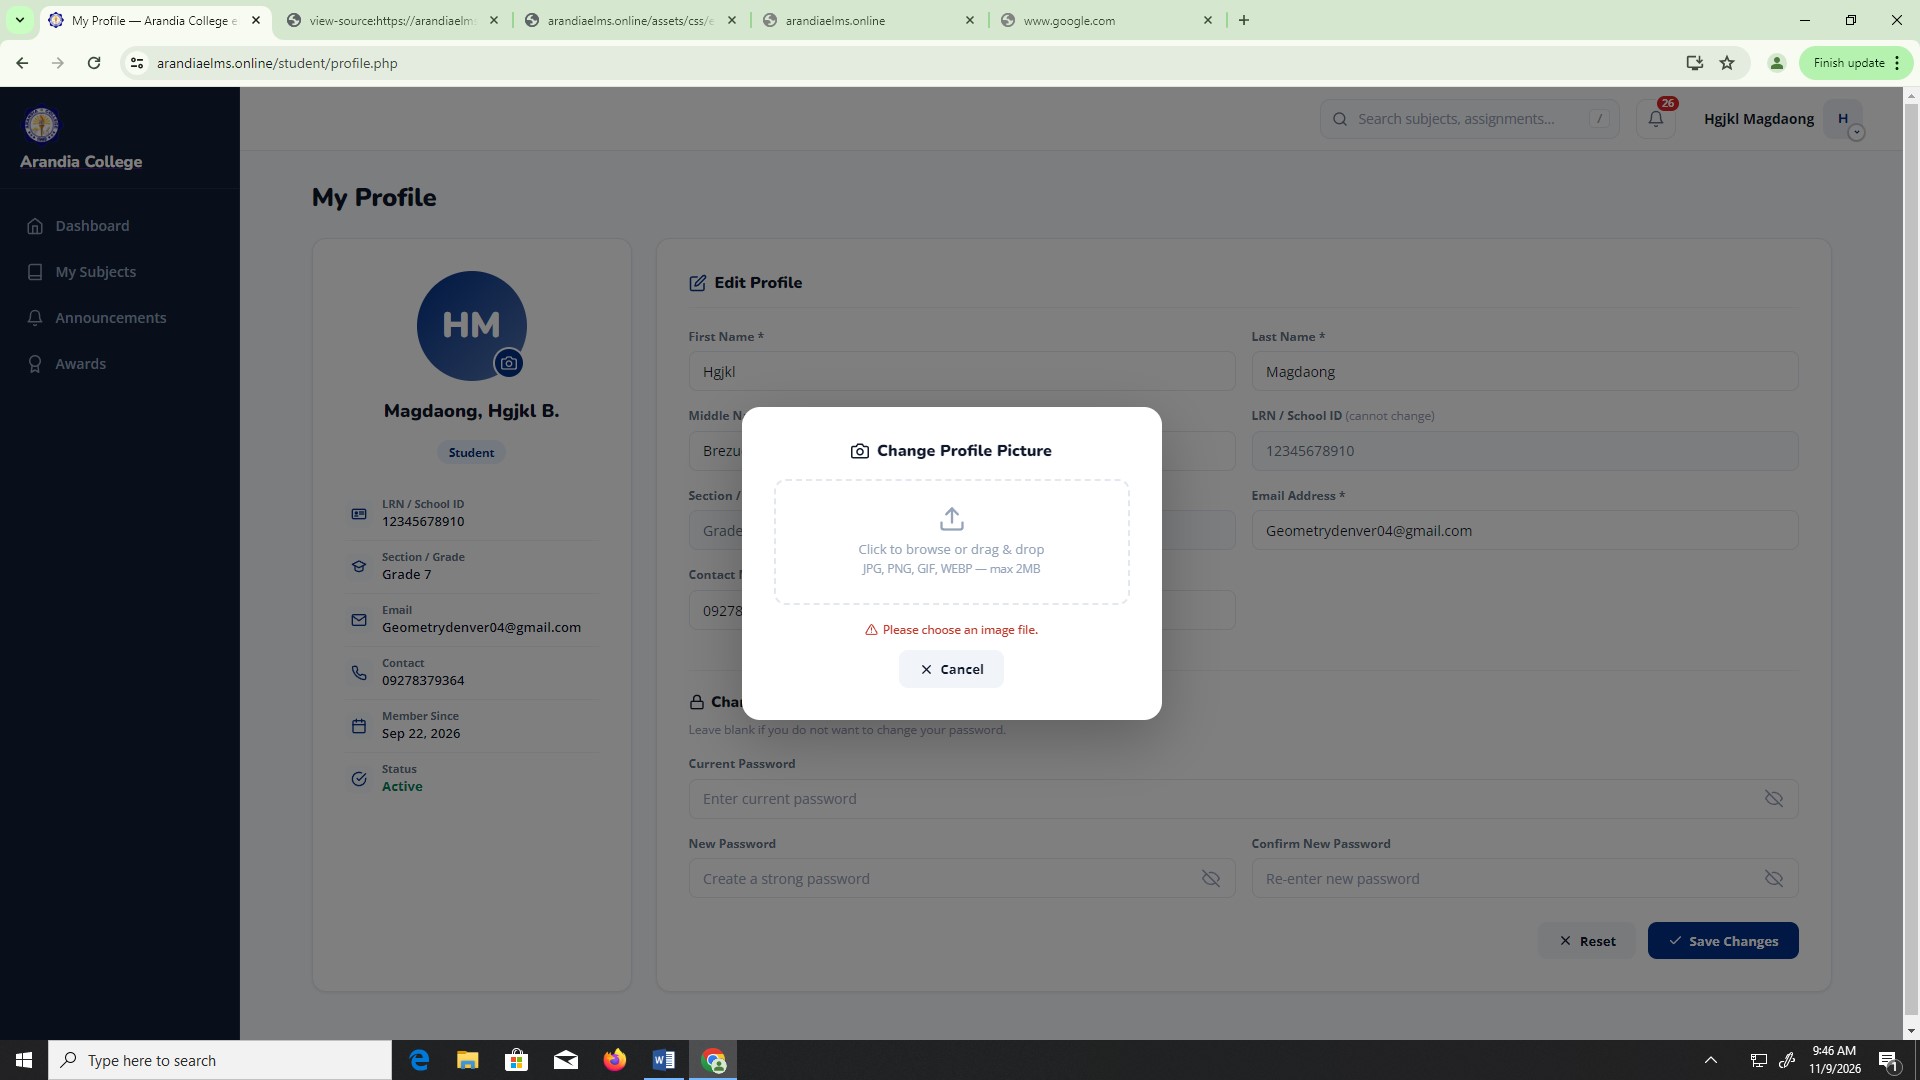 My Profile — Arandia College e
view-source:https://arandiaelms
arandiaelms.online/assets/css/e
arandiaelms.online
www.google.com
arandiaelms.online/student/profile.php
Finish update
Arandia College
Search subjects, assignments...
/
26
Hgjkl Magdaong
H
Dashboard
My Subjects
Announcements
Awards
My Profile
HM
Magdaong, Hgjkl B.
Student
LRN / School ID
12345678910
Section / Grade
Grade 7
Email
Geometrydenver04@gmail.com
Contact
09278379364
Member Since
Sep 22, 2026
Status
Active
Edit Profile
First Name *
Last Name *
Hgjkl
Magdaong
Middle N
LRN / School ID (cannot change)
Brezu
12345678910
Section /
Email Address *
Grade
Geometrydenver04@gmail.com
Contact
09278
Change Profile Picture
Click to browse or drag & drop
JPG, PNG, GIF, WEBP — max 2MB
Please choose an image file.
Cancel
Cha
Leave blank if you do not want to change your password.
Current Password
Enter current password
New Password
Confirm New Password
Create a strong password
Re-enter new password
Reset
Save Changes
Type here to search
9:46 AM
11/9/2026
1